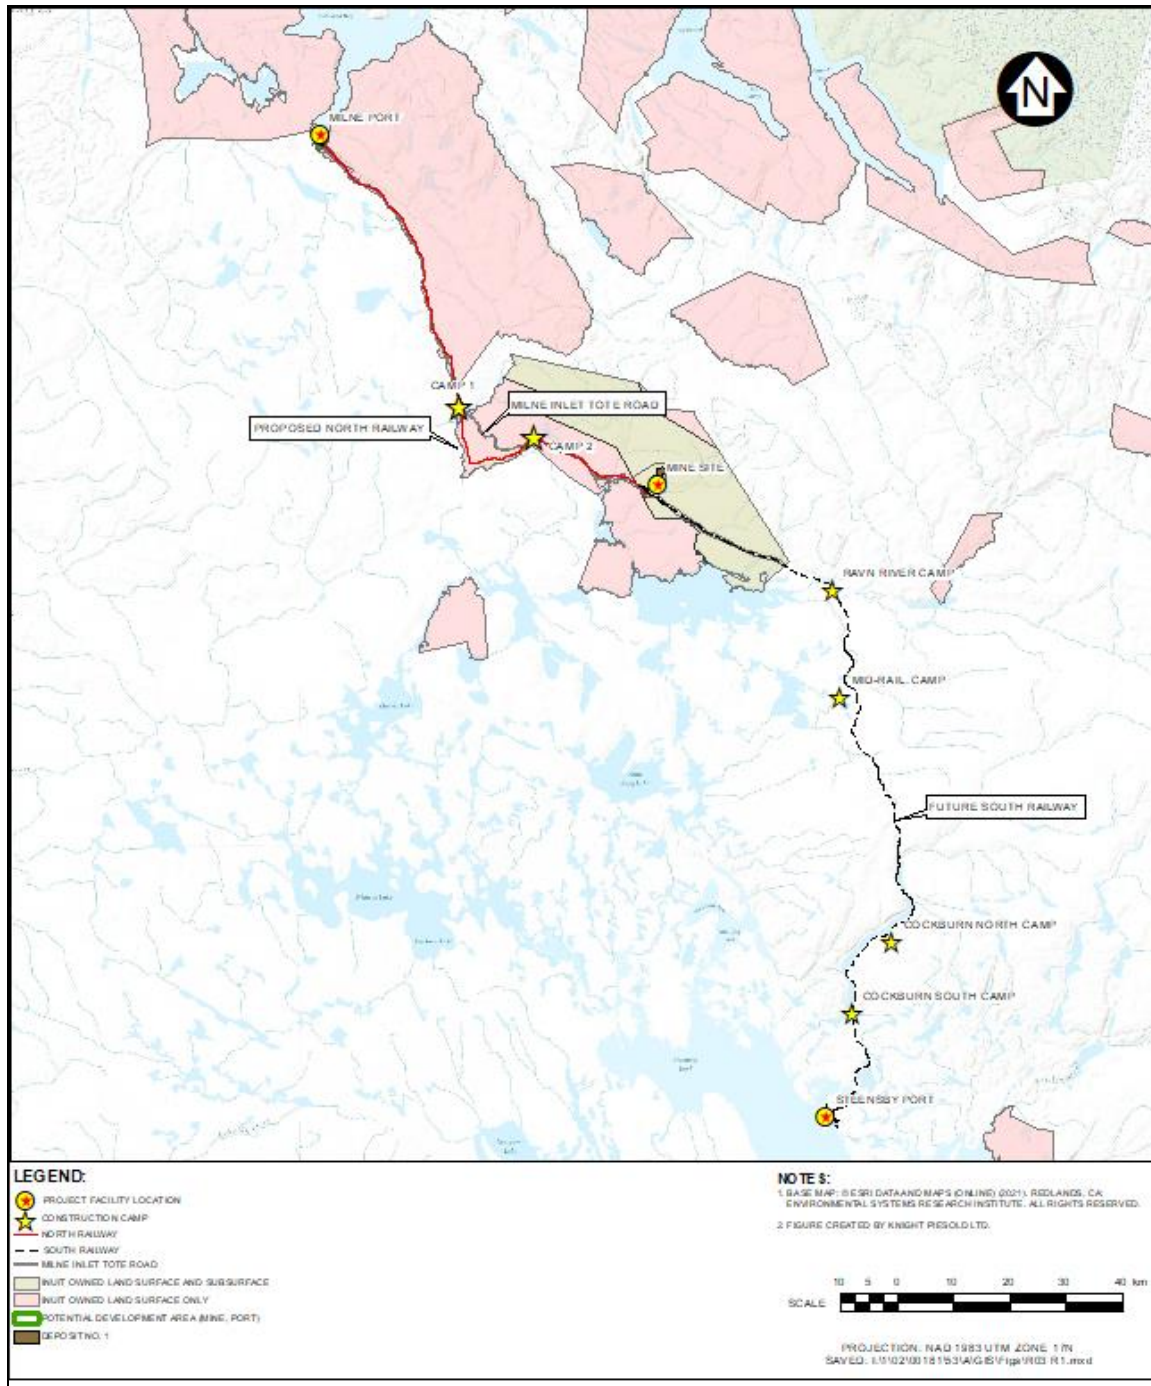 N
MILNE PORT
CAMP 1
MILNE INLET TOTE ROAD
PROPOSED NORTH RAILWAY
CAMP 2
MINE SITE
RAVN RIVER CAMP
MID-RAIL CAMP
FUTURE SOUTH RAILWAY
COCKBURN NORTH CAMP
COCKBURN SOUTH CAMP
STEENSBY PORT
LEGEND:
PROJECT FACILITY LOCATION
CONSTRUCTION CAMP
NORTH RAILWAY
SOUTH RAILWAY
MILNE INLET TOTE ROAD
INUIT OWNED LAND SURFACE AND SUBSURFACE
INUIT OWNED LAND SURFACE ONLY
POTENTIAL DEVELOPMENT AREA (MINE, PORT)
DEPOSIT NO. 1
NOTES:
1. BASE MAP: © ESRI DATA AND MAPS (ONLINE) (2021). REDLANDS, CA:
ENVIRONMENTAL SYSTEMS RESEARCH INSTITUTE. ALL RIGHTS RESERVED.
2. FIGURE CREATED BY KNIGHT PIESOLD LTD.
10 5 0 10 20 30 40 km
SCALE
PROJECTION: NAD 1983 UTM ZONE 17N
SAVED: